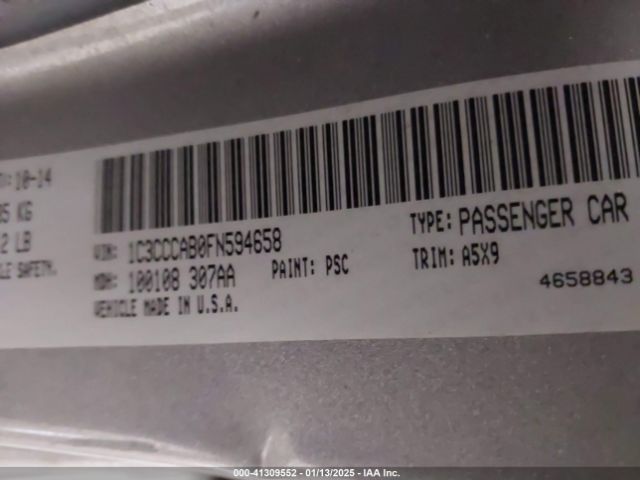 10-14
KG
LB
SAFETY.
VIN: 1C3CCCAB0FN594658
TYPE: PASSENGER CAR
MDH: 100108 307AA
PAINT: PSC
TRIM: A5X9
VEHICLE MADE IN U.S.A.
4658843
000-41309552 - 01/13/2025 - IAA Inc.